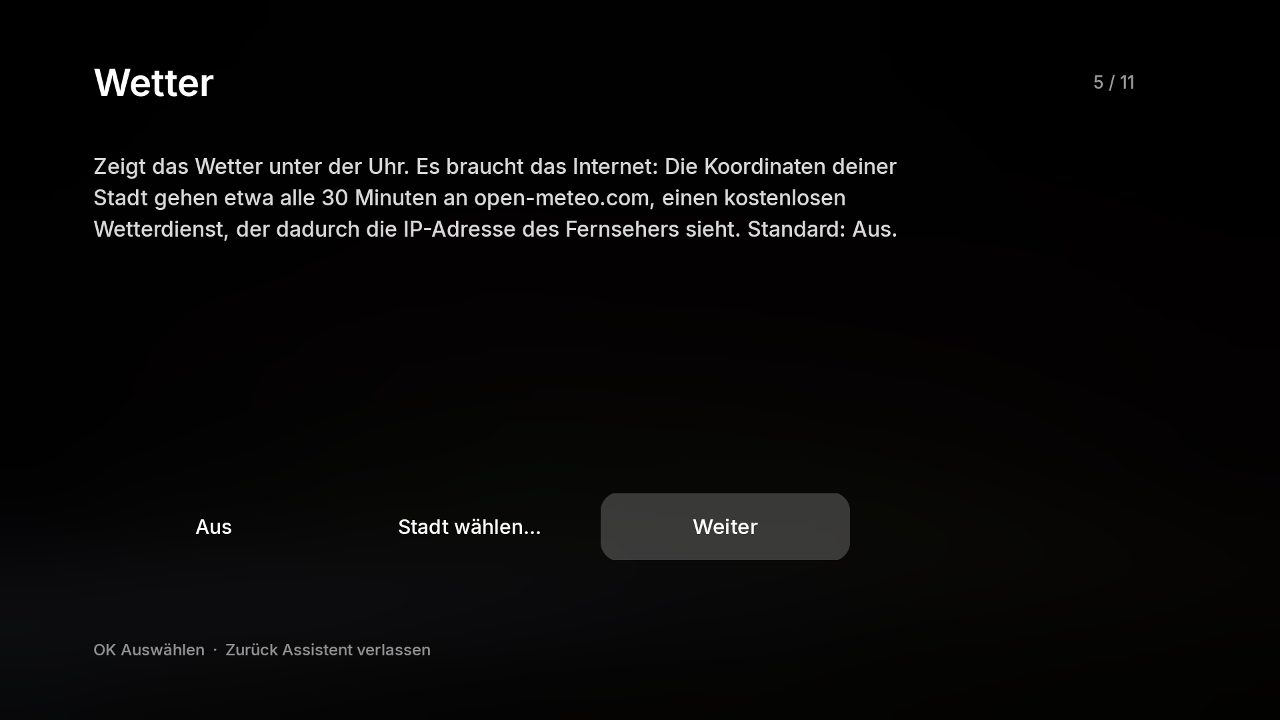 Wetter
5 / 11
Zeigt das Wetter unter der Uhr. Es braucht das Internet: Die Koordinaten deiner
Stadt gehen etwa alle 30 Minuten an open-meteo.com, einen kostenlosen
Wetterdienst, der dadurch die IP-Adresse des Fernsehers sieht. Standard: Aus.
Aus
Stadt wählen...
Weiter
OK Auswählen · Zurück Assistent verlassen